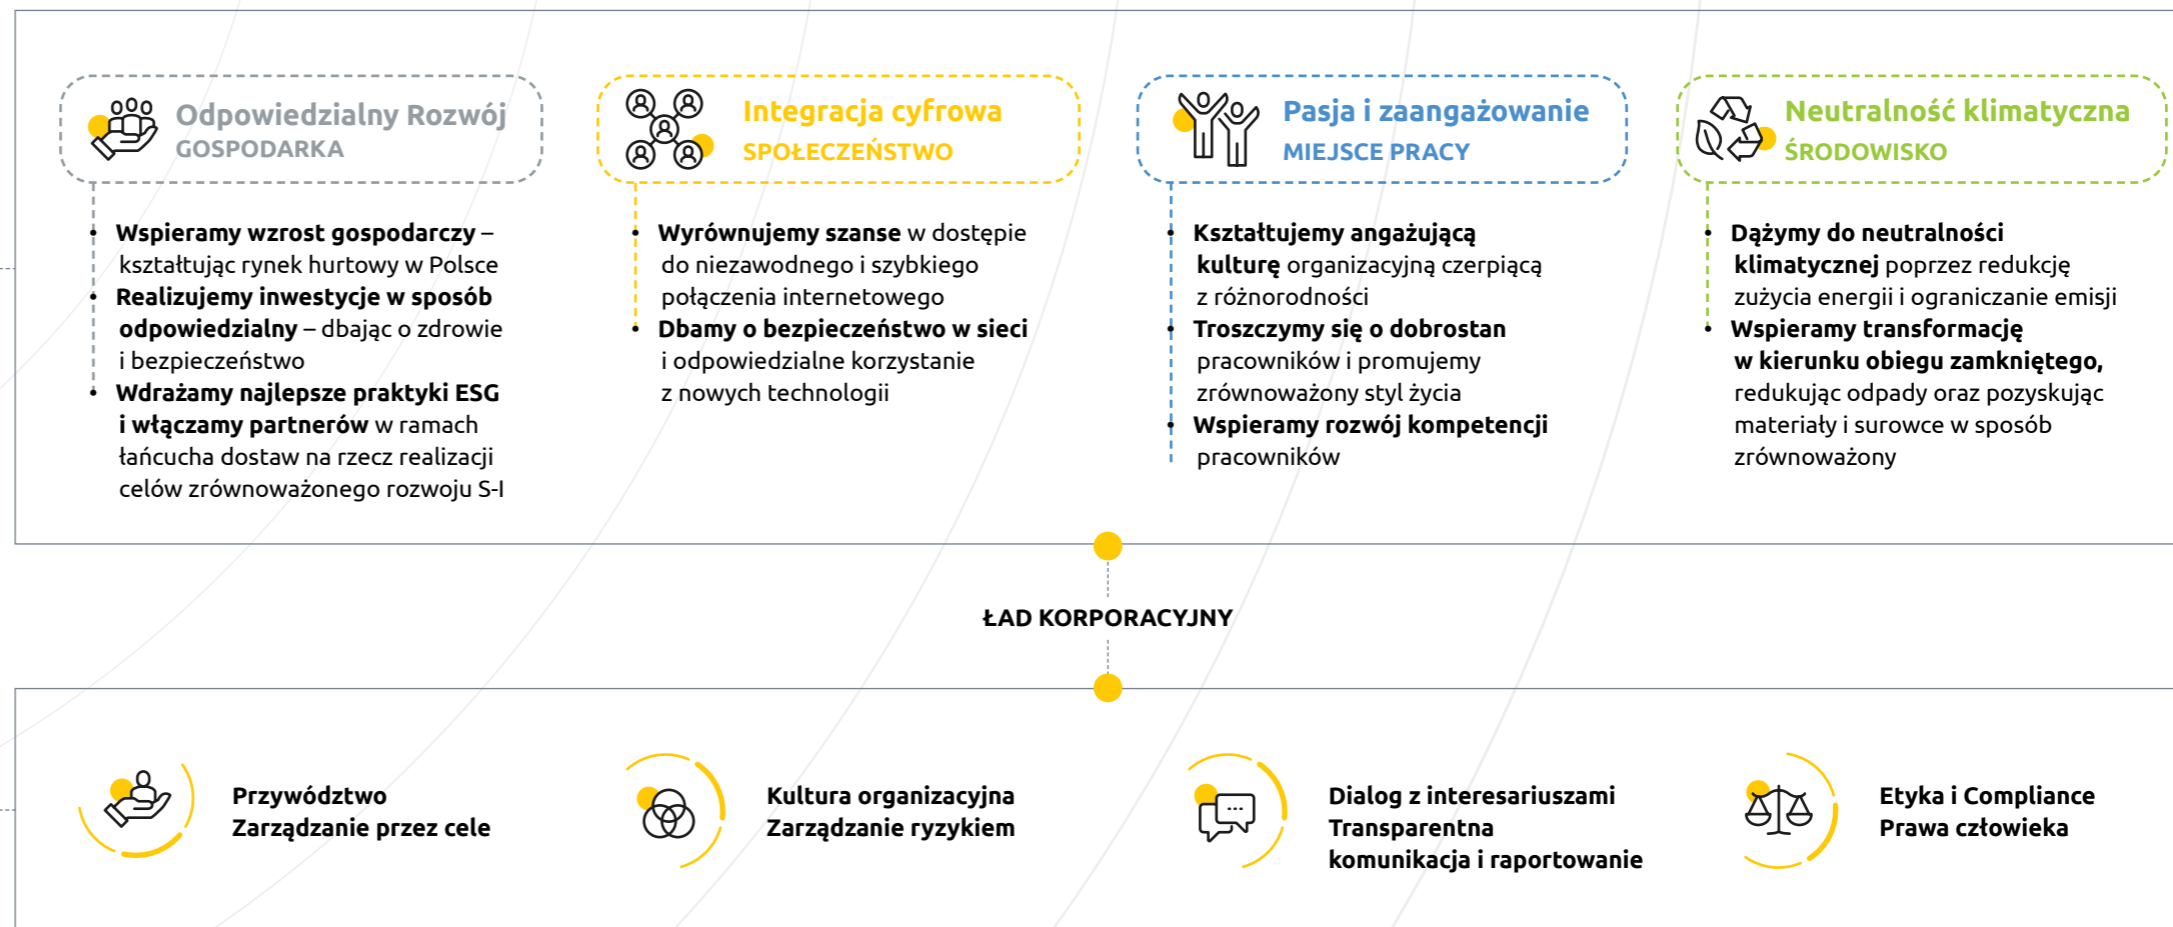 Odpowiedzialny Rozwój
GOSPODARKA
• Wspieramy wzrost gospodarczy –
kształtując rynek hurtowy w Polsce
• Realizujemy inwestycje w sposób
odpowiedzialny – dbając o zdrowie
i bezpieczeństwo
• Wdrażamy najlepsze praktyki ESG
i włączamy partnerów w ramach
łańcucha dostaw na rzecz realizacji
celów zrównoważonego rozwoju S-I
Integracja cyfrowa
SPOŁECZEŃSTWO
• Wyrównujemy szanse w dostępie
do niezawodnego i szybkiego
połączenia internetowego
• Dbamy o bezpieczeństwo w sieci
i odpowiedzialne korzystanie
z nowych technologii
Pasja i zaangażowanie
MIEJSCE PRACY
• Kształtujemy angażującą
kulturę organizacyjną czerpiącą
z różnorodności
• Troszczymy się o dobrostan
pracowników i promujemy
zrównoważony styl życia
• Wspieramy rozwój kompetencji
pracowników
Neutralność klimatyczna
ŚRODOWISKO
• Dążymy do neutralności
klimatycznej poprzez redukcję
zużycia energii i ograniczanie emisji
• Wspieramy transformację
w kierunku obiegu zamkniętego,
redukując odpady oraz pozyskując
materiały i surowce w sposób
zrównoważony
ŁAD KORPORACYJNY
Przywództwo
Zarządzanie przez cele
Kultura organizacyjna
Zarządzanie ryzykiem
Dialog z interesariuszami
Transparentna
komunikacja i raportowanie
Etyka i Compliance
Prawa człowieka